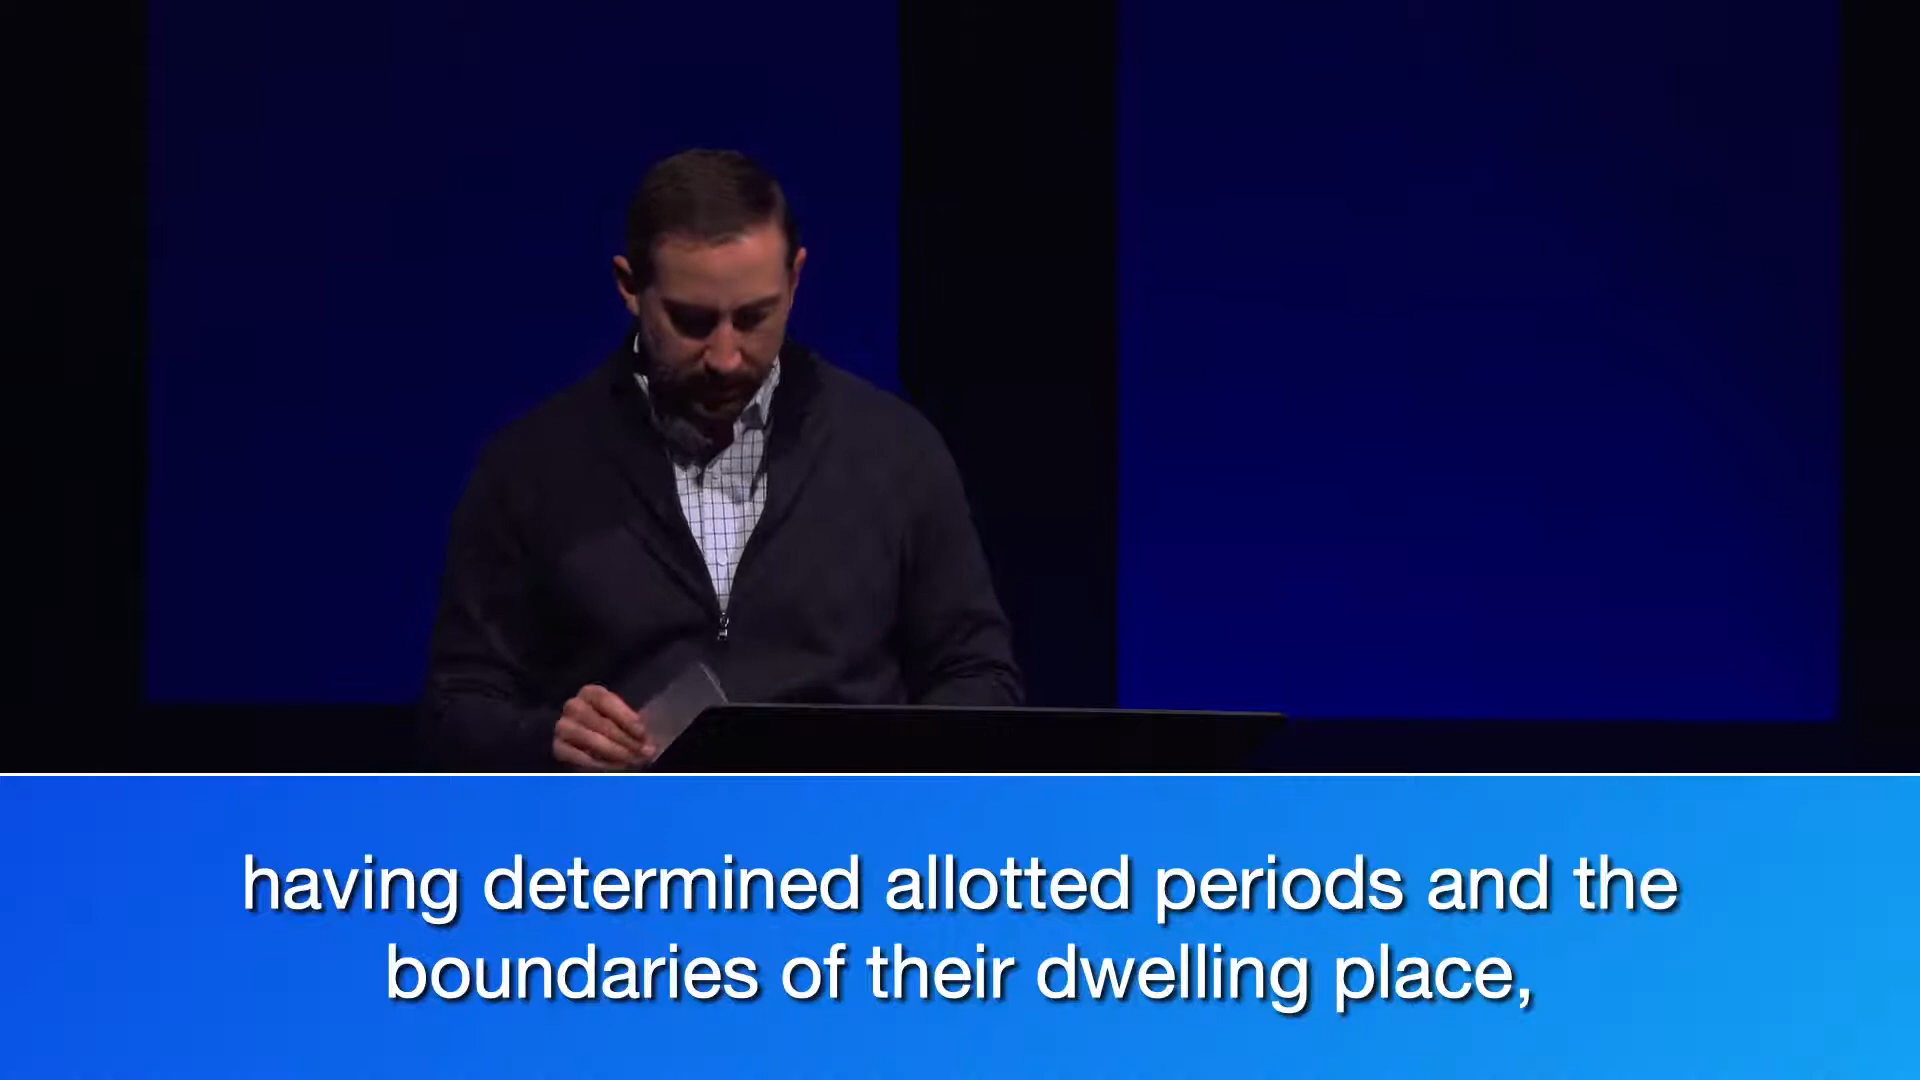 having determined allotted periods and the
boundaries of their dwelling place,